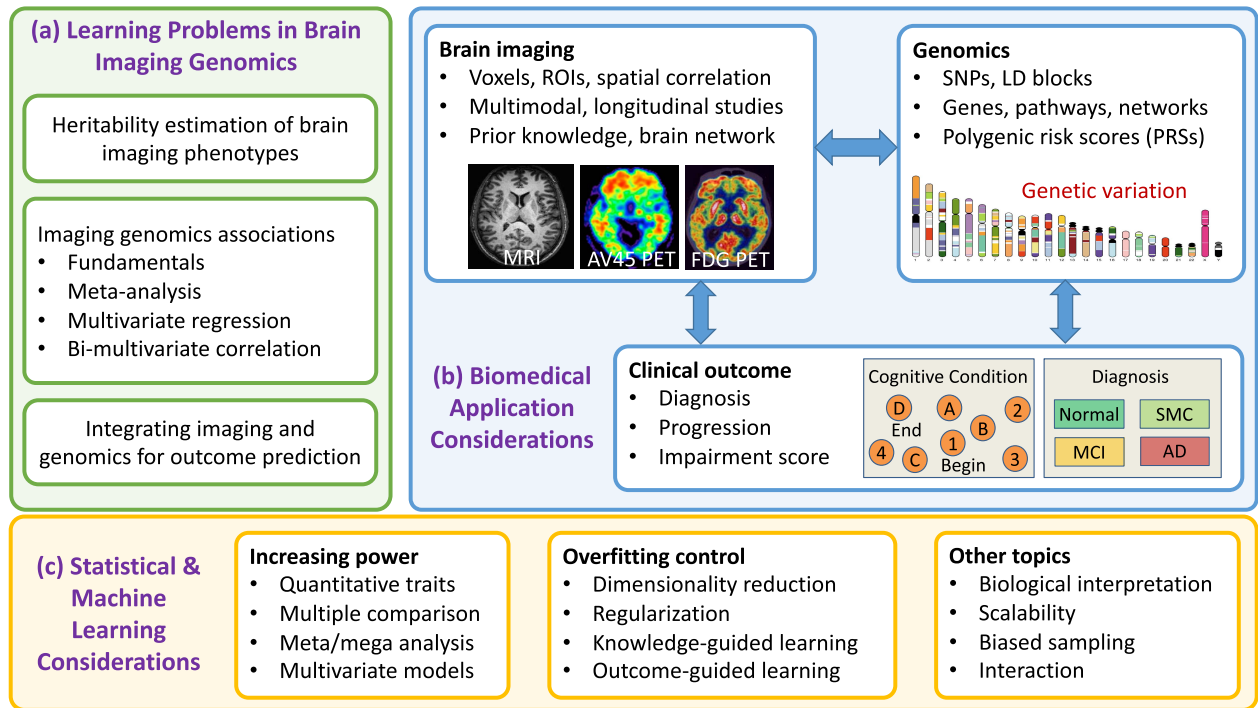 (a) Learning Problems in Brain
Imaging Genomics
Heritability estimation of brain
imaging phenotypes
Imaging genomics associations
• Fundamentals
• Meta-analysis
• Multivariate regression
• Bi-multivariate correlation
Integrating imaging and
genomics for outcome prediction
Brain imaging
• Voxels, ROIs, spatial correlation
• Multimodal, longitudinal studies
• Prior knowledge, brain network
MRI
AV45 PET
FDG PET
Genomics
• SNPs, LD blocks
• Genes, pathways, networks
• Polygenic risk scores (PRSs)
Genetic variation
(b) Biomedical
Application
Considerations
Clinical outcome
• Diagnosis
• Progression
• Impairment score
Cognitive Condition
D
A
2
End
B
4
C
1
Begin
3
Diagnosis
Normal
SMC
MCI
AD
(c) Statistical &
Machine
Learning
Considerations
Increasing power
• Quantitative traits
• Multiple comparison
• Meta/mega analysis
• Multivariate models
Overfitting control
• Dimensionality reduction
• Regularization
• Knowledge-guided learning
• Outcome-guided learning
Other topics
• Biological interpretation
• Scalability
• Biased sampling
• Interaction